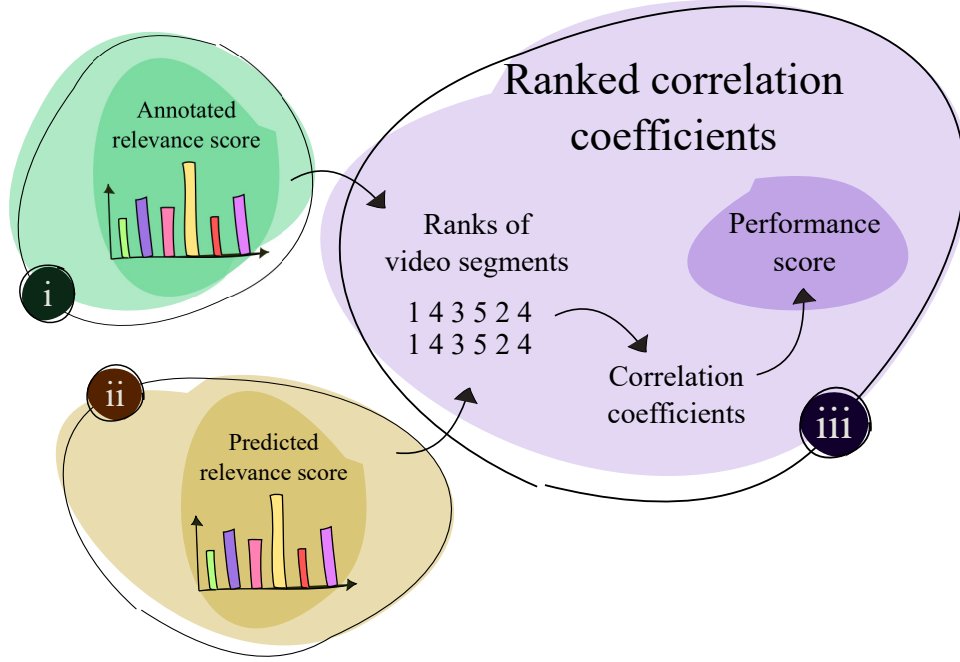 Annotated
relevance score
i
ii
Predicted
relevance score
Ranked correlation
coefficients
Ranks of
video segments
1 4 3 5 2 4
1 4 3 5 2 4
Correlation
coefficients
Performance
score
iii